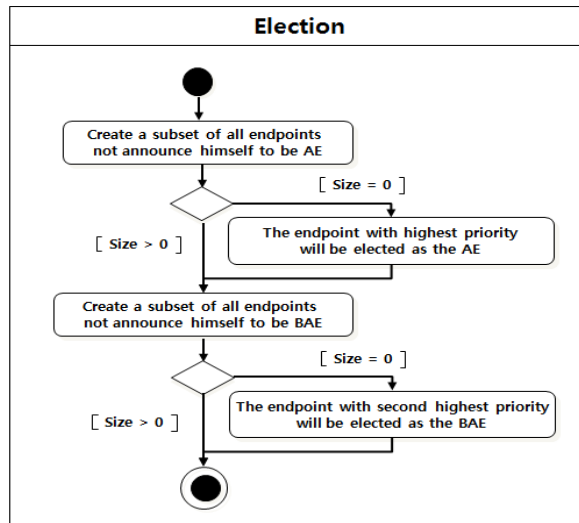 Election
Create a subset of all endpoints
not announce himself to be AE
[ Size = 0 ]
[ Size > 0 ]
The endpoint with highest priority
will be elected as the AE
Create a subset of all endpoints
not announce himself to be BAE
[ Size = 0 ]
The endpoint with second highest priority
will be elected as the BAE
[ Size > 0 ]